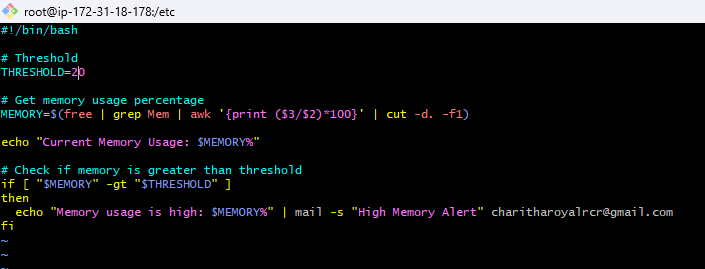 root@ip-172-31-18-178:/etc
#!/bin/bash
# Threshold
THRESHOLD=20
# Get memory usage percentage
MEMORY=$(free | grep Mem | awk '{print ($3/$2)*100}' | cut -d. -f1)
echo "Current Memory Usage: $MEMORY%"
# Check if memory is greater than threshold
if [ "$MEMORY" -gt "$THRESHOLD" ]
then
  echo "Memory usage is high: $MEMORY%" | mail -s "High Memory Alert" charitharoyalrcr@gmail.com
fi
~
~
~